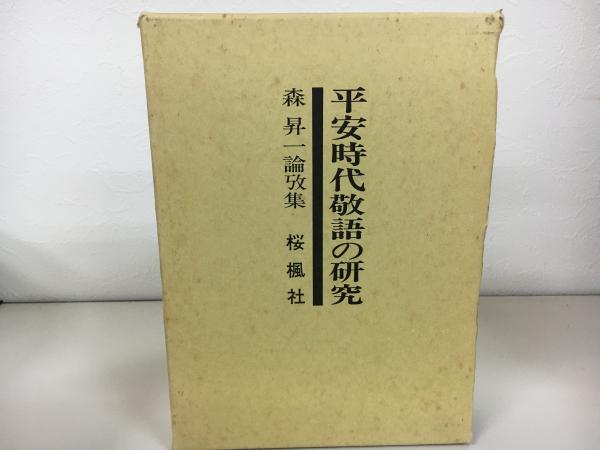 平安時代敬語の研究
森昇一論攷集 桜楓社